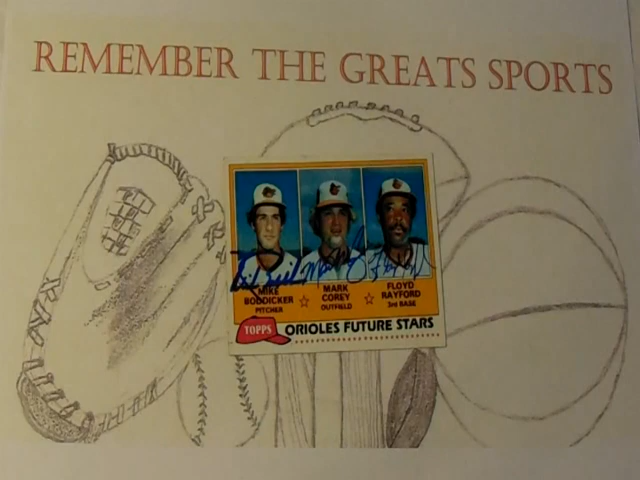 REMEMBER THE GREATS SPORTS
MIKE BODDICKER
PITCHER
MARK COREY
OUTFIELD
FLOYD RAYFORD
3rd BASE
TOPPS ORIOLES FUTURE STARS